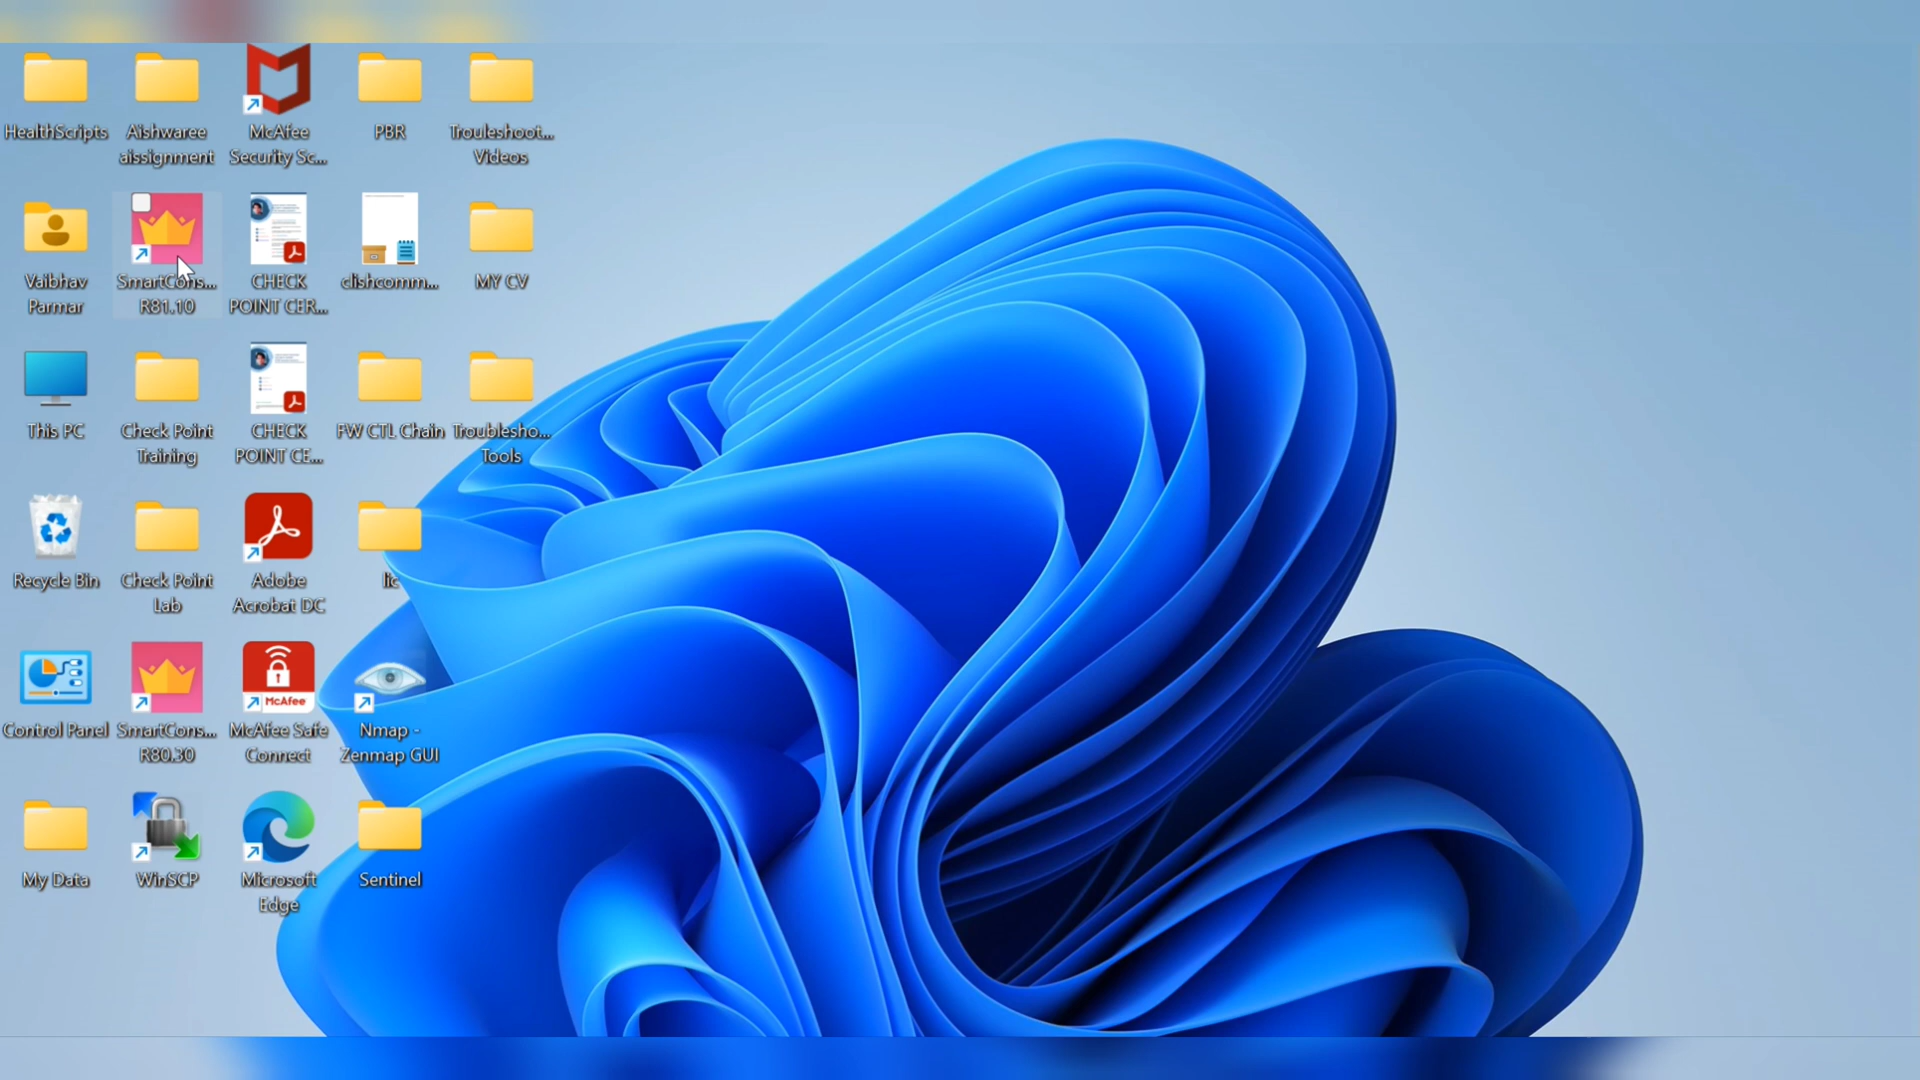 HealthScripts
Aishwaree
aissignment
McAfee
Security Sc...
PBR
Trouleshoot...
Videos
Vaibhav
Parmar
SmartCons...
R81.10
CHECK
POINT CER...
clishcomm...
MY CV
This PC
Check Point
Training
CHECK
POINT CE...
FW CTL Chain
Troublesho...
Tools
Recycle Bin
Check Point
Lab
Adobe
Acrobat DC
lic
Control Panel
SmartCons...
R80.30
McAfee
McAfee Safe
Connect
Nmap -
Zenmap GUI
My Data
WinSCP
Microsoft
Edge
Sentinel